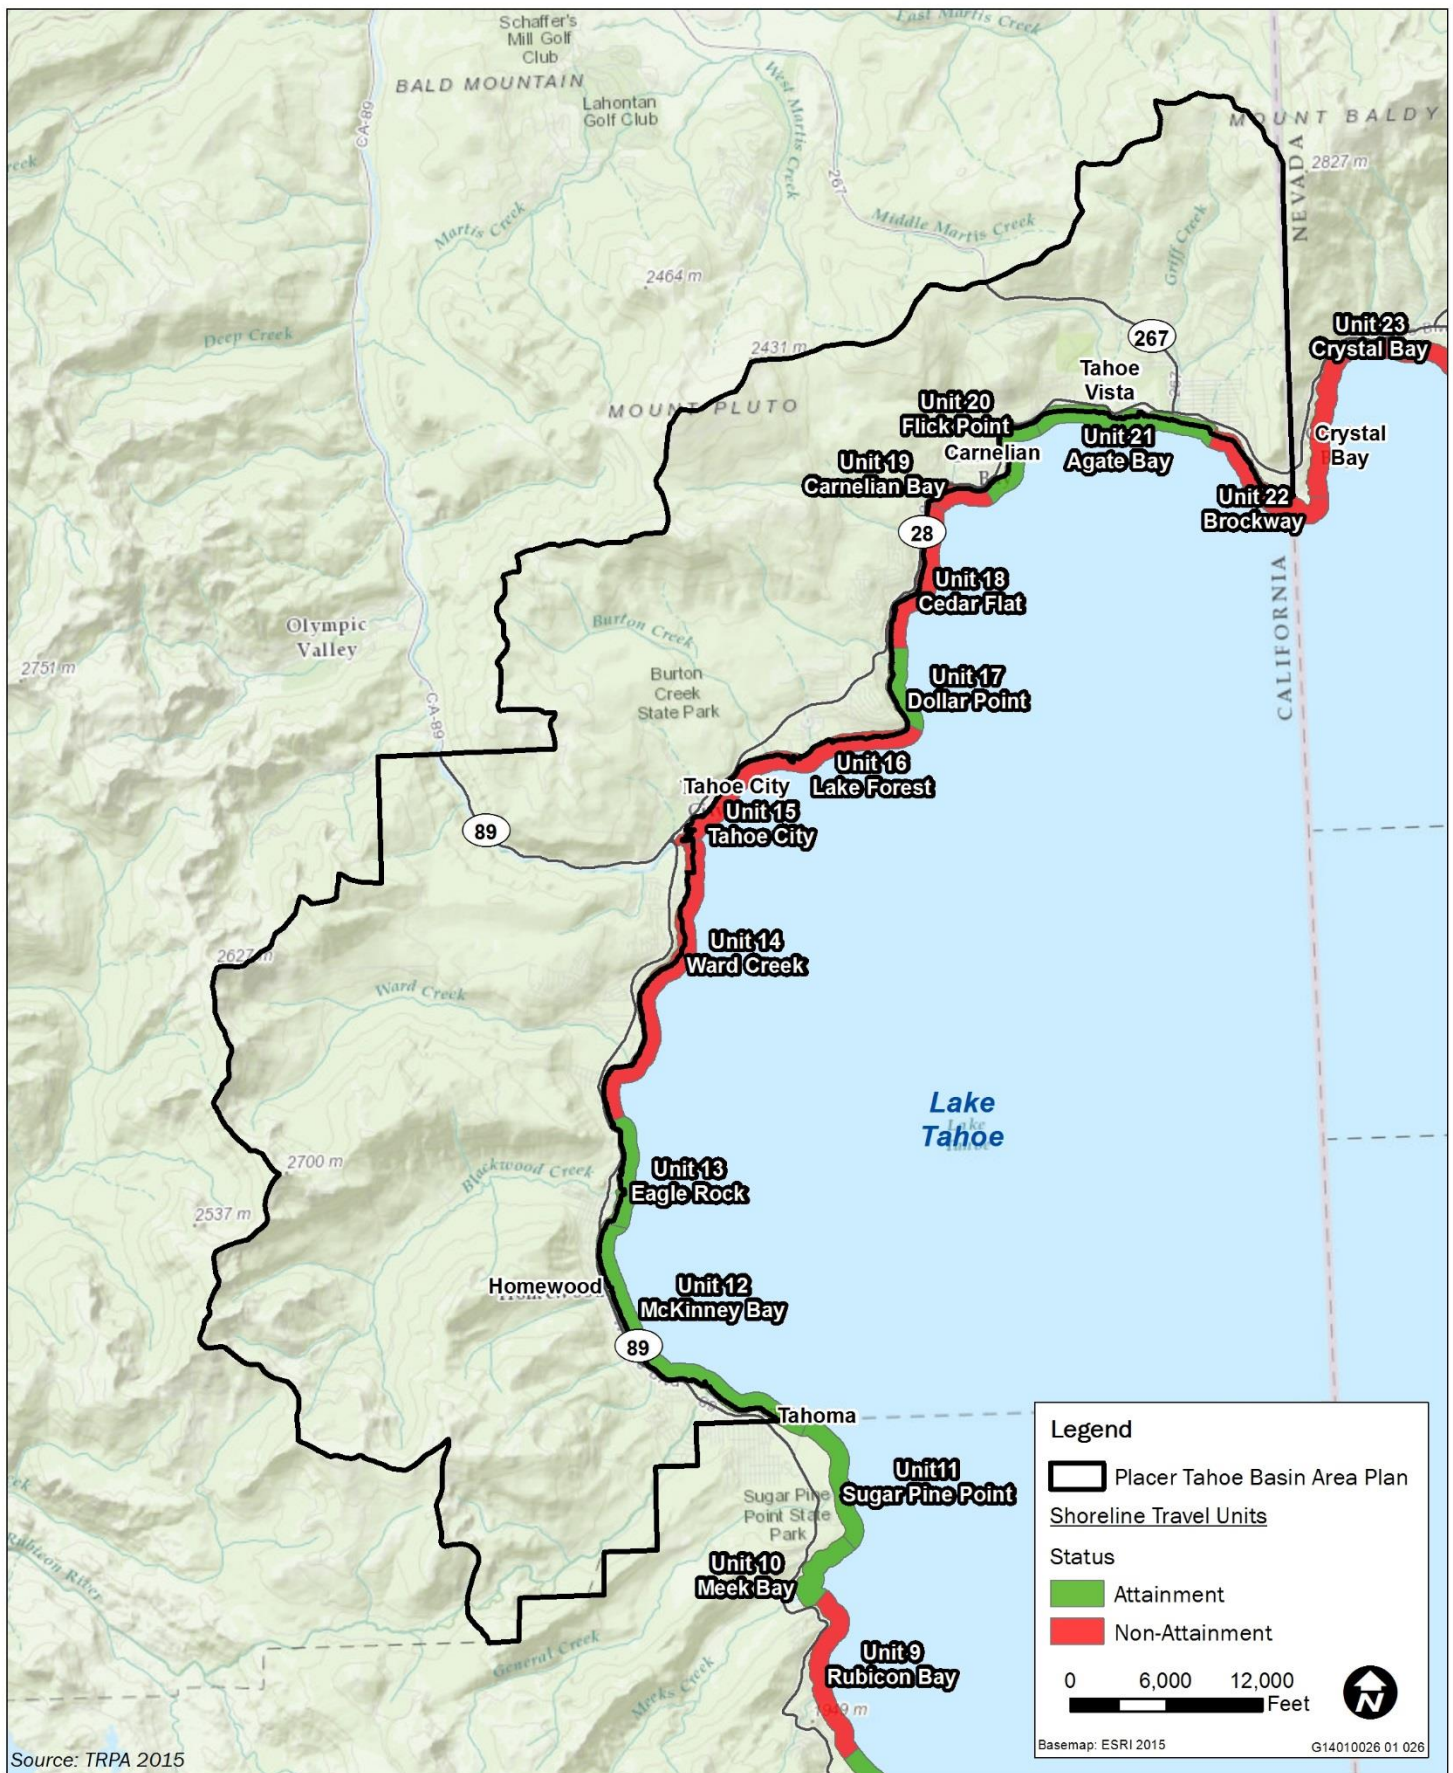 Schaffer's
Mill Golf
Club
East Martis Creek
BALD MOUNTAIN
Lahontan
Golf Club
West Martis Creek
CA-89
267
MOUNT BALDY
NEVADA
2827 m
Martis Creek
Middle Martis Creek
Griff Creek
2464 m
Deep Creek
2431 m
267
Unit 23
Crystal Bay
Tahoe
Vista
MOUNT PLUTO
Unit 20
Flick Point
Carnelian
Unit 21
Agate Bay
Crystal
Bay
Unit 19
Carnelian Bay
Unit 22
Brockway
28
Unit 18
Cedar Flat
CALIFORNIA
Olympic
Valley
Burton Creek
2751 m
Burton
Creek
State Park
Unit 17
Dollar Point
CA-89
Unit 16
Lake Forest
Tahoe City
Unit 15
Tahoe City
89
Unit 14
Ward Creek
2627 m
Ward Creek
Lake
Tahoe
2700 m
Blackwood Creek
Unit 13
Eagle Rock
2537 m
Homewood
Unit 12
McKinney Bay
89
Tahoma
Unit11
Sugar Pine Point
Sugar Pine
Point State
Park
Unit 10
Meek Bay
Rubicon River
General Creek
Meeks Creek
Unit 9
Rubicon Bay
1949 m
Legend
Placer Tahoe Basin Area Plan
Shoreline Travel Units
Status
Attainment
Non-Attainment
0 6,000 12,000
Feet
N
Basemap: ESRI 2015
G14010026 01 026
Source: TRPA 2015